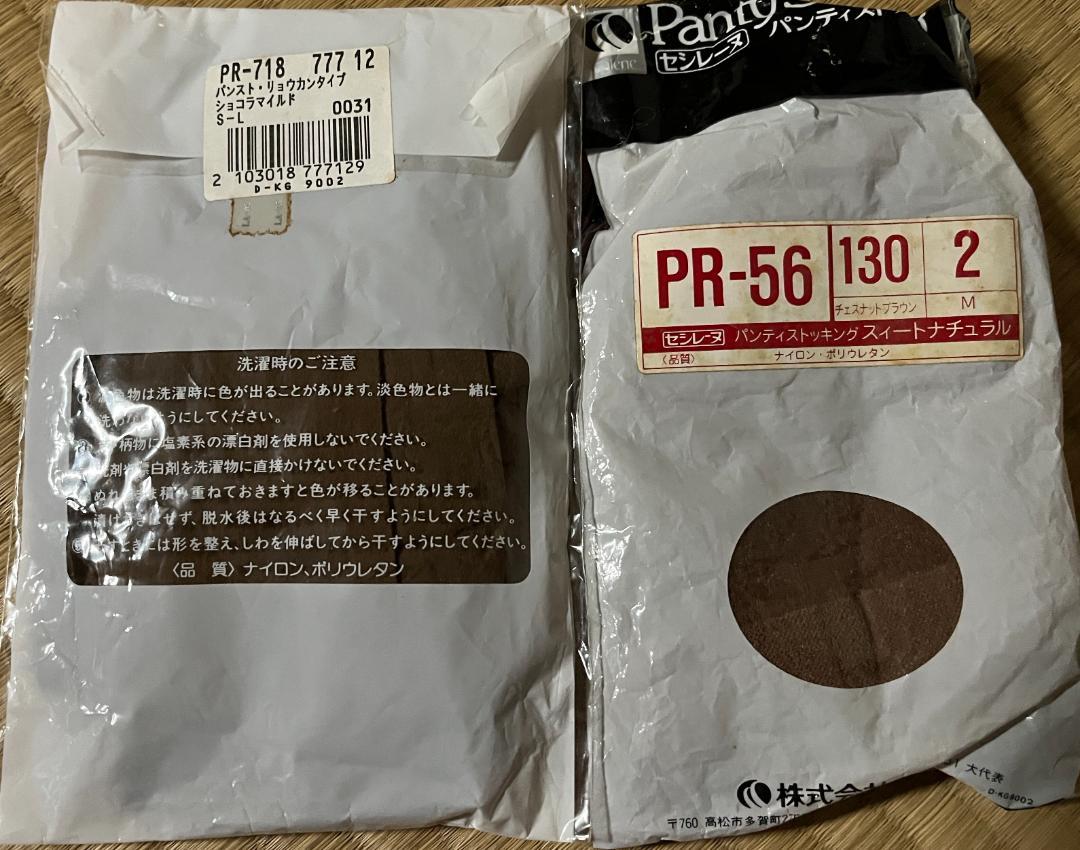 PR-718 777 12
パンスト・リョウカンタイプ
ショコラマイルド
S-L 0031
2 103018 777129
D-KG 9002
洗濯時のご注意
色物は洗濯時に色が出ることがあります。淡色物とは一緒に
ようにしてください。
柄物に塩素系の漂白剤を使用しないでください。
漂白剤を洗濯物に直接かけないでください。
積み重ねておきますと色が移ることがあります。
せず、脱水後はなるべく早く干すようにしてください。
には形を整え、しわを伸ばしてから干すようにしてください。
〈品 質〉ナイロン、ポリウレタン
Panty
パンティ
セシレーヌ
PR-56 130 2
チェスナットブラウン M
セシレーヌ パンティストッキング スィートナチュラル
〈品質〉 ナイロン・ポリウレタン
株式会
〒760 高松市多賀町2
大代表
D-KG9002